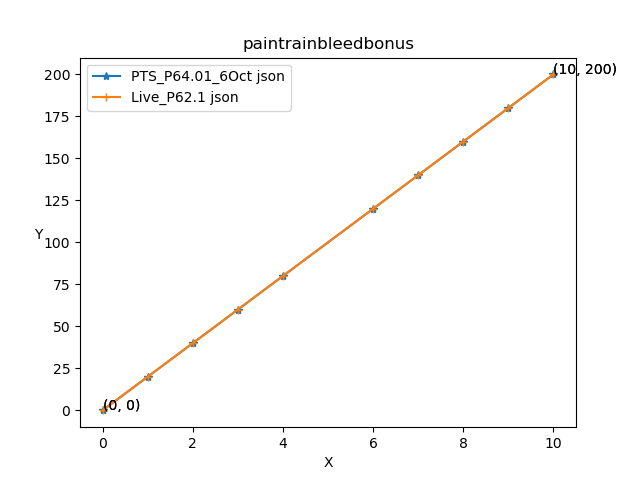 paintrainbleedbonus
PTS_P64.01_6Oct json
Live_P62.1 json
(10, 200)
(0, 0)
Y
200
175
150
125
100
75
50
25
0
0 2 4 6 8 10
X